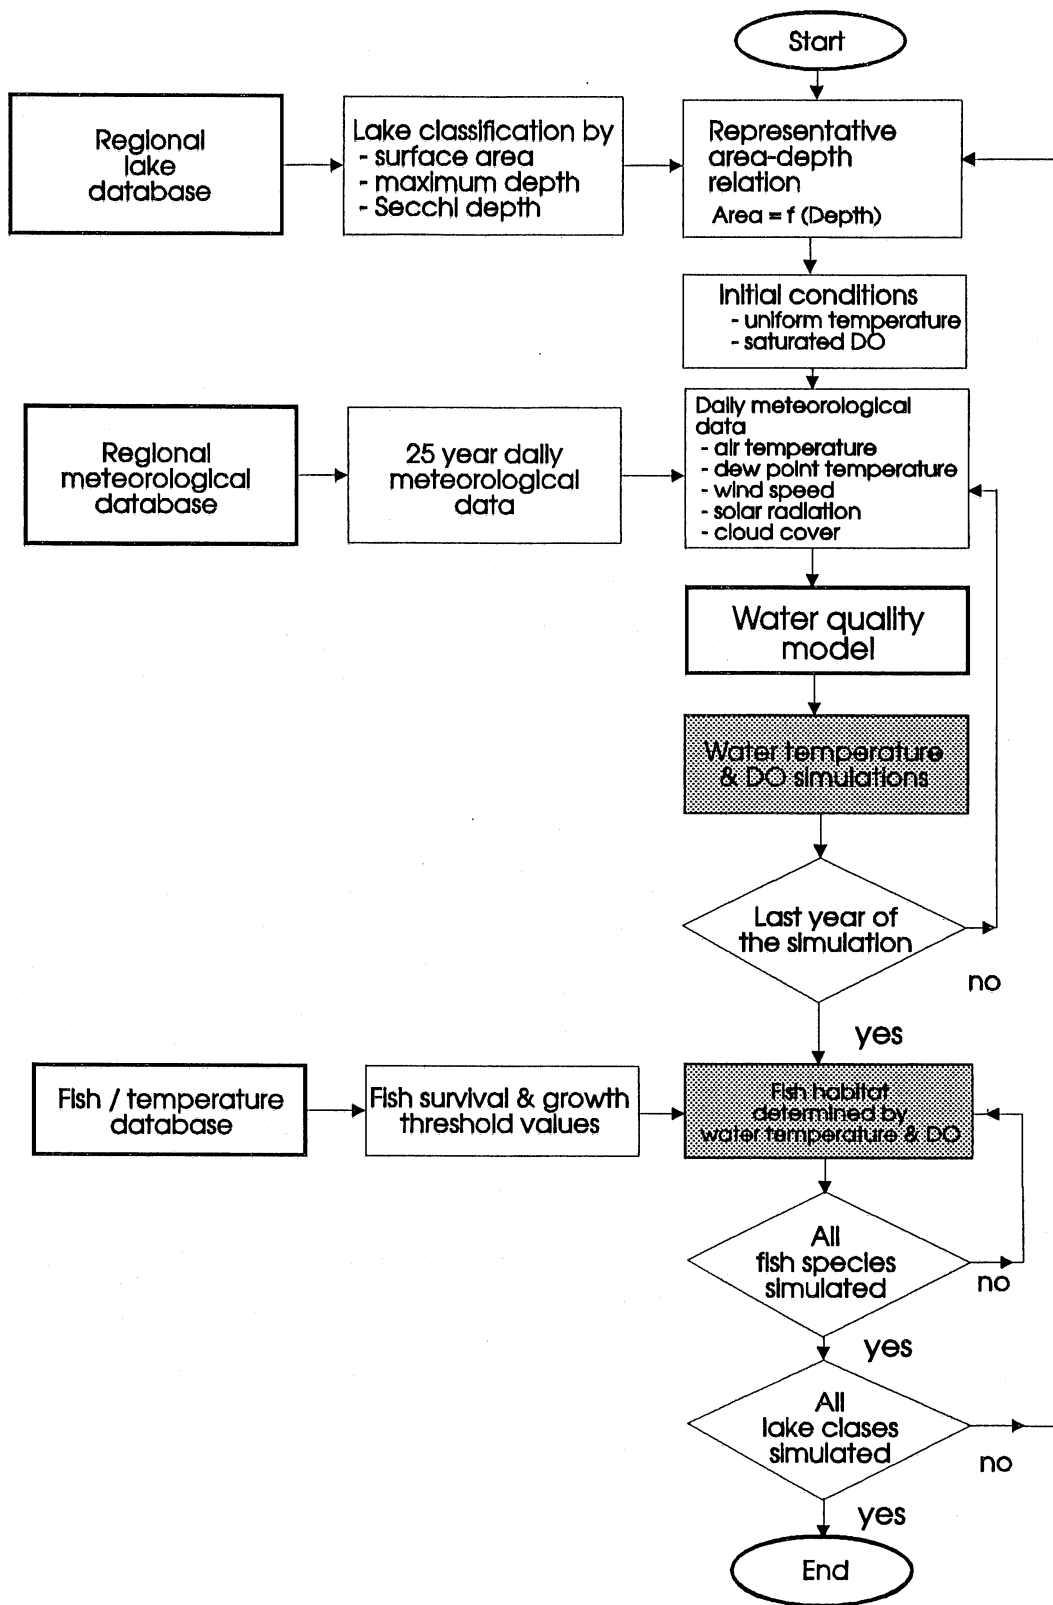 Start
Regional
lake
database
Lake classification by
- surface area
- maximum depth
- Secchi depth
Representative
area-depth
relation
Area = f (Depth)
Initial conditions
- uniform temperature
- saturated DO
Regional
meteorological
database
25 year daily
meteorological
data
Daily meteorological
data
- air temperature
- dew point temperature
- wind speed
- solar radiation
- cloud cover
Water quality
model
Water temperature
& DO simulations
Last year of
the simulation
no
yes
Fish / temperature
database
Fish survival & growth
threshold values
Fish habitat
determined by
water temperature & DO
All
fish species
simulated
no
yes
All
lake clases
simulated
no
yes
End